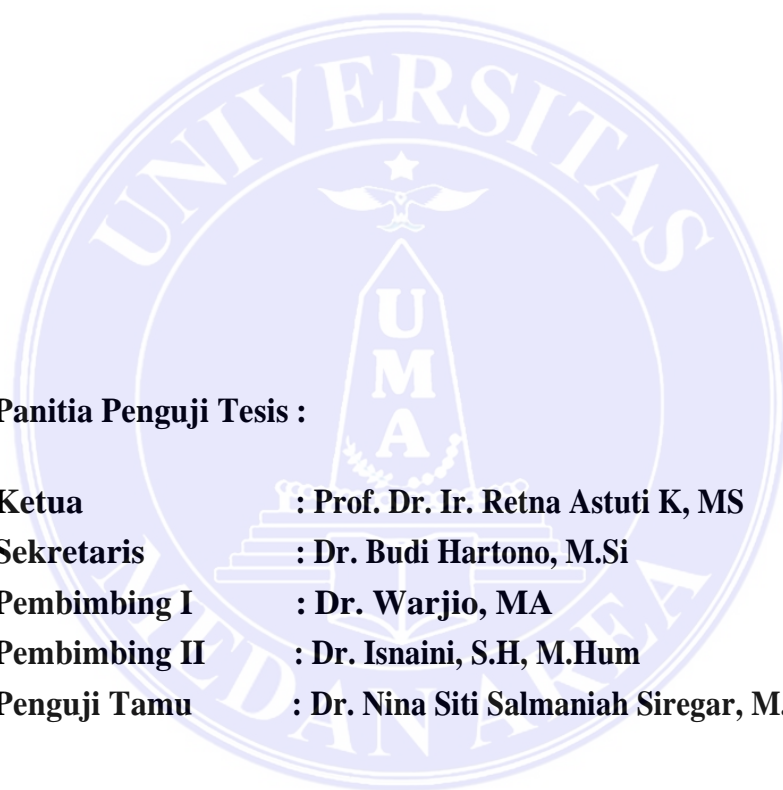 UNIVERSITAS
UMA
Panitia Penguji Tesis :
Ketua : Prof. Dr. Ir. Retna Astuti K, MS
Sekretaris : Dr. Budi Hartono, M.Si
Pembimbing I : Dr. Warjio, MA
Pembimbing II : Dr. Isnaini, S.H, M.Hum
Penguji Tamu : Dr. Nina Siti Salmaniah Siregar, M.
MEDAN AREA